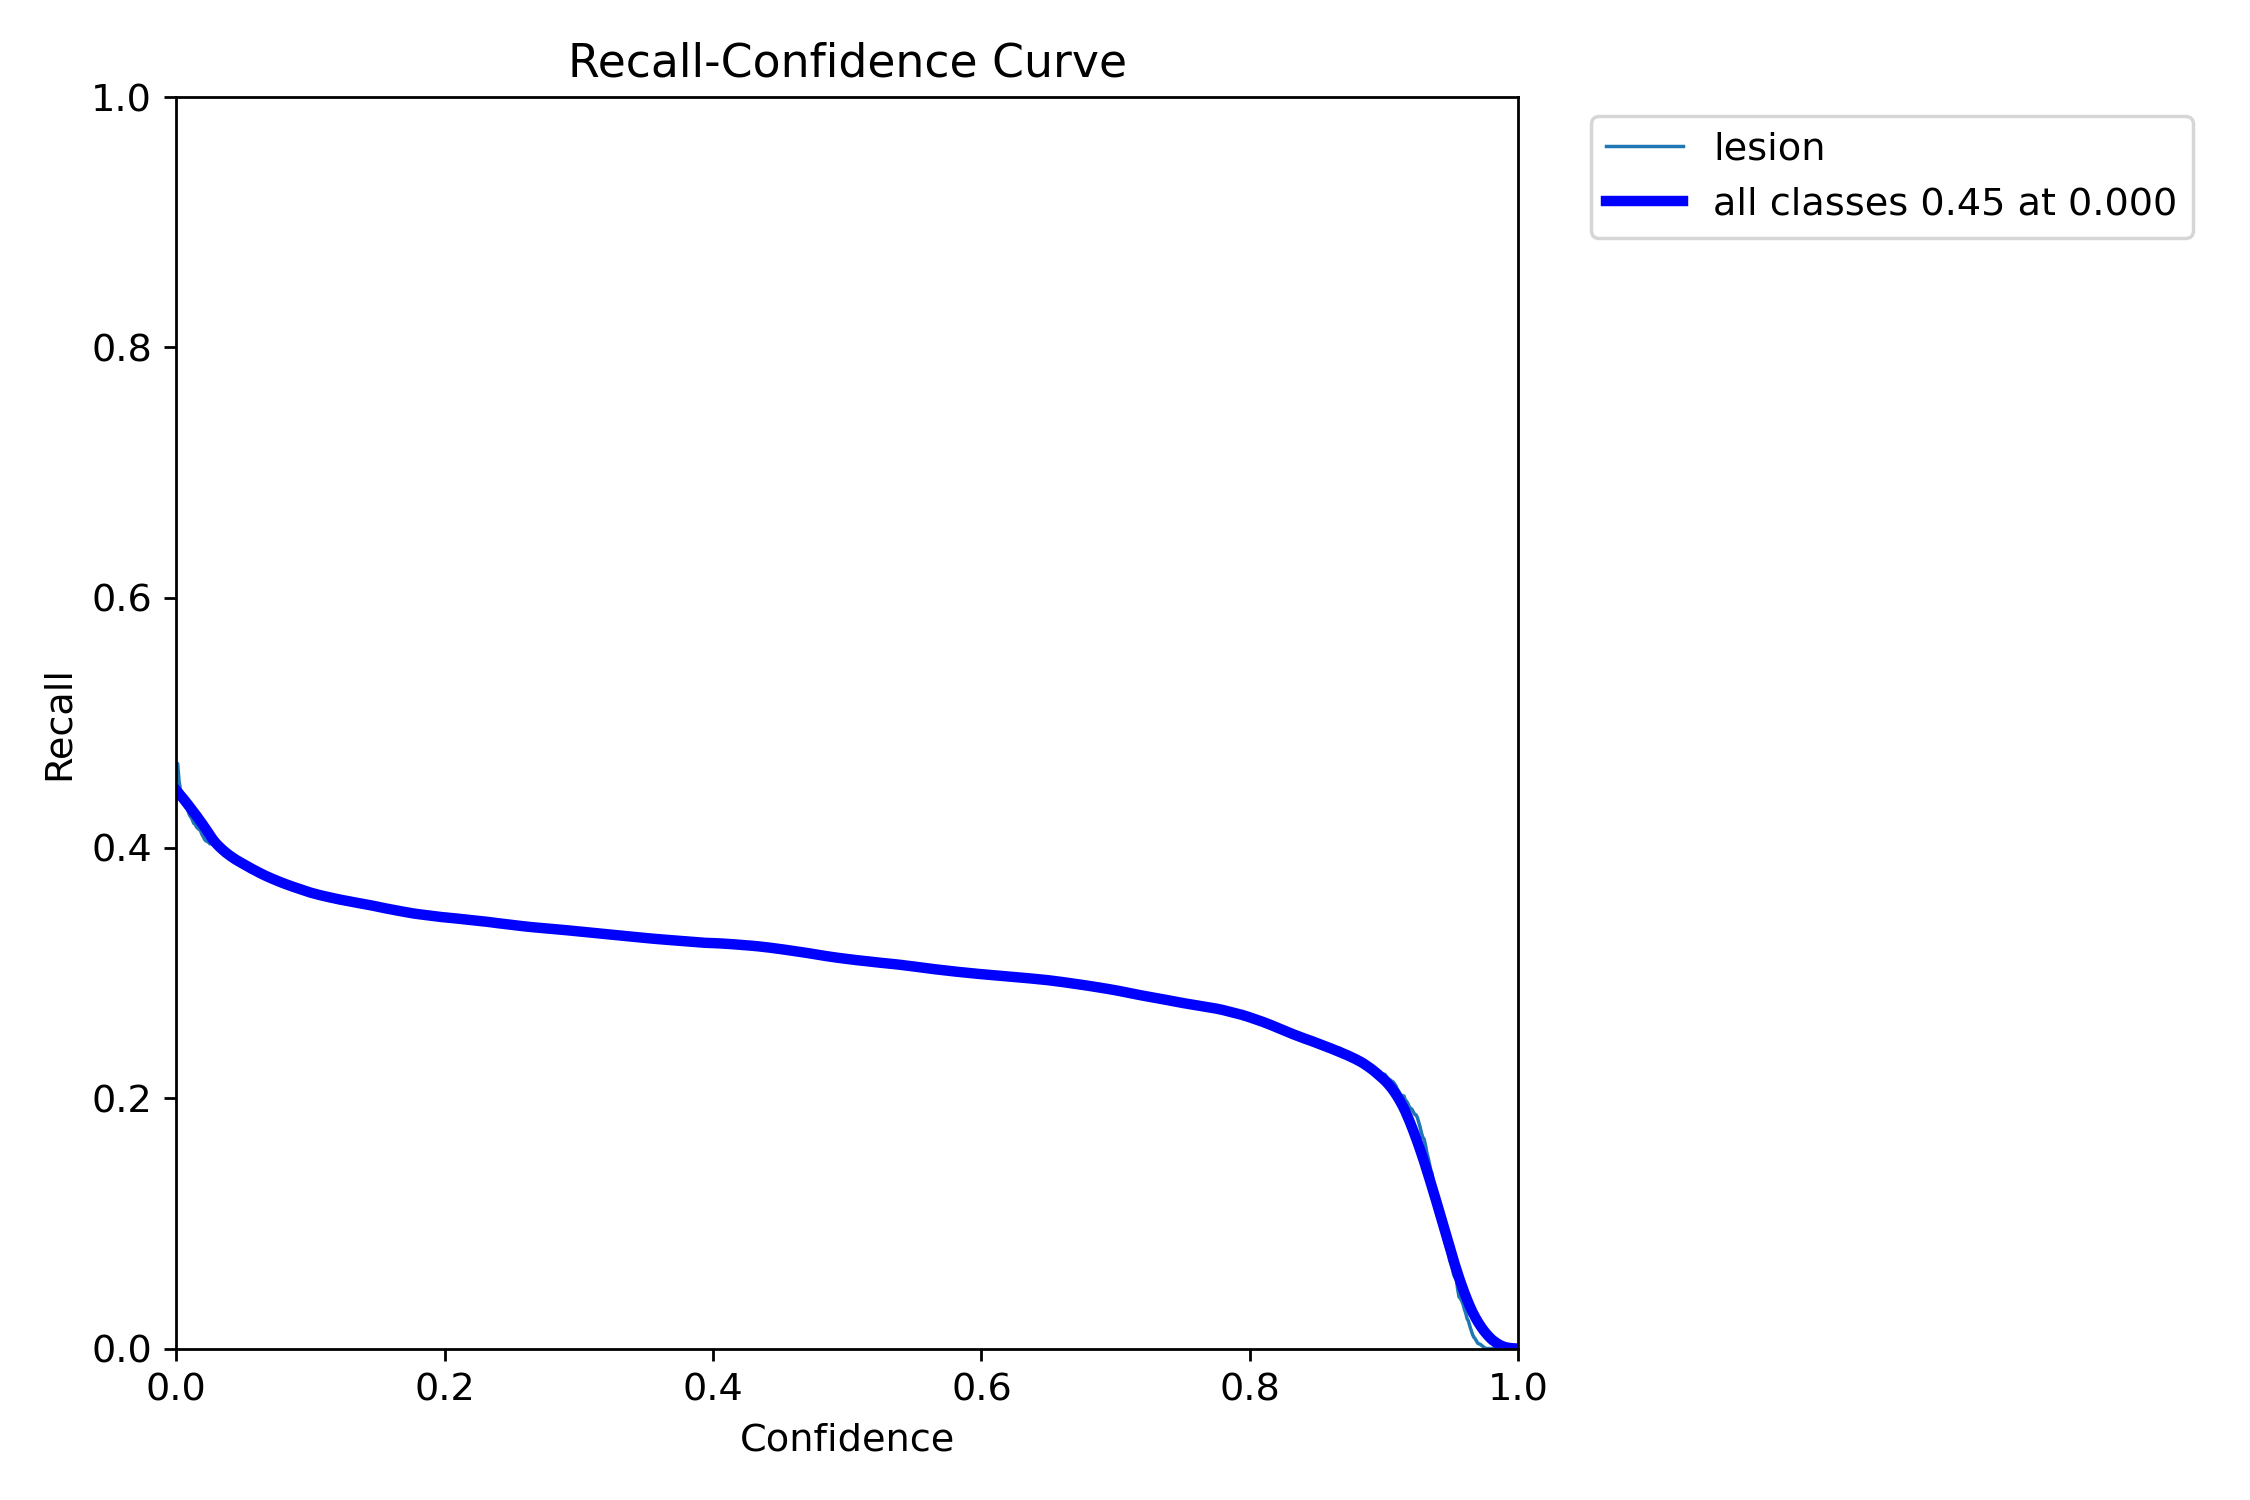 Recall-Confidence Curve
1.0
0.8
0.6
0.4
0.2
0.0
Recall
0.0 0.2 0.4 0.6 0.8 1.0
Confidence
lesion
all classes 0.45 at 0.000